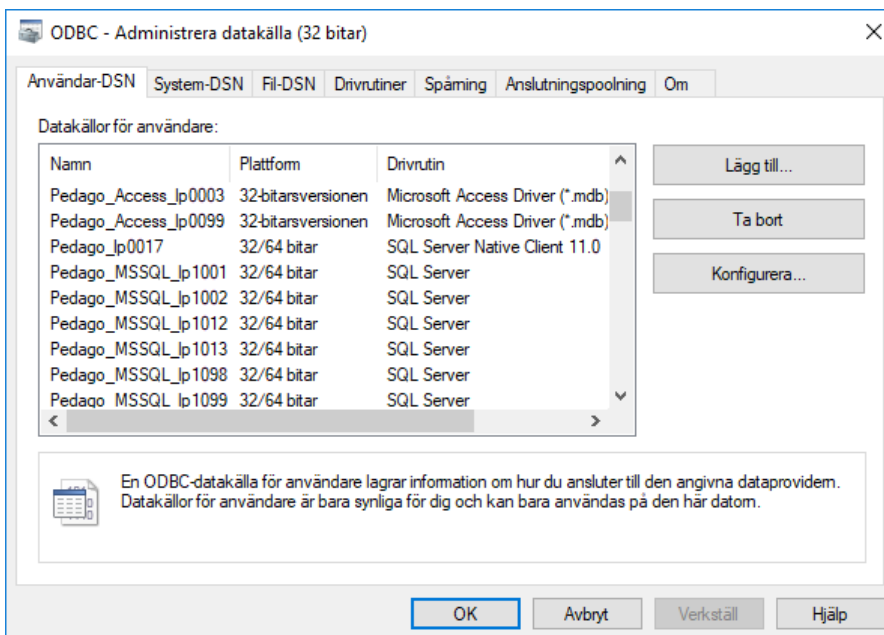 ODBC - Administrera datakälla (32 bitar)
Användar-DSN System-DSN Fil-DSN Drivrutiner Spårning Anslutningspoolning Om
Datakällor för användare:
Namn Plattform Drivrutin
Pedago_Access_lp0003 32-bitarsversionen Microsoft Access Driver (*.mdb)
Pedago_Access_lp0099 32-bitarsversionen Microsoft Access Driver (*.mdb)
Pedago_lp0017 32/64 bitar SQL Server Native Client 11.0
Pedago_MSSQL_lp1001 32/64 bitar SQL Server
Pedago_MSSQL_lp1002 32/64 bitar SQL Server
Pedago_MSSQL_lp1012 32/64 bitar SQL Server
Pedago_MSSQL_lp1013 32/64 bitar SQL Server
Pedago_MSSQL_lp1098 32/64 bitar SQL Server
Pedago_MSSQL_lp1099 32/64 bitar SQL Server
Lägg till...
Ta bort
Konfigurera...
En ODBC-datakälla för användare lagrar information om hur du ansluter till den angivna dataprovidern.
Datakällor för användare är bara synliga för dig och kan bara användas på den här datorn.
OK Avbryt Verkställ Hjälp